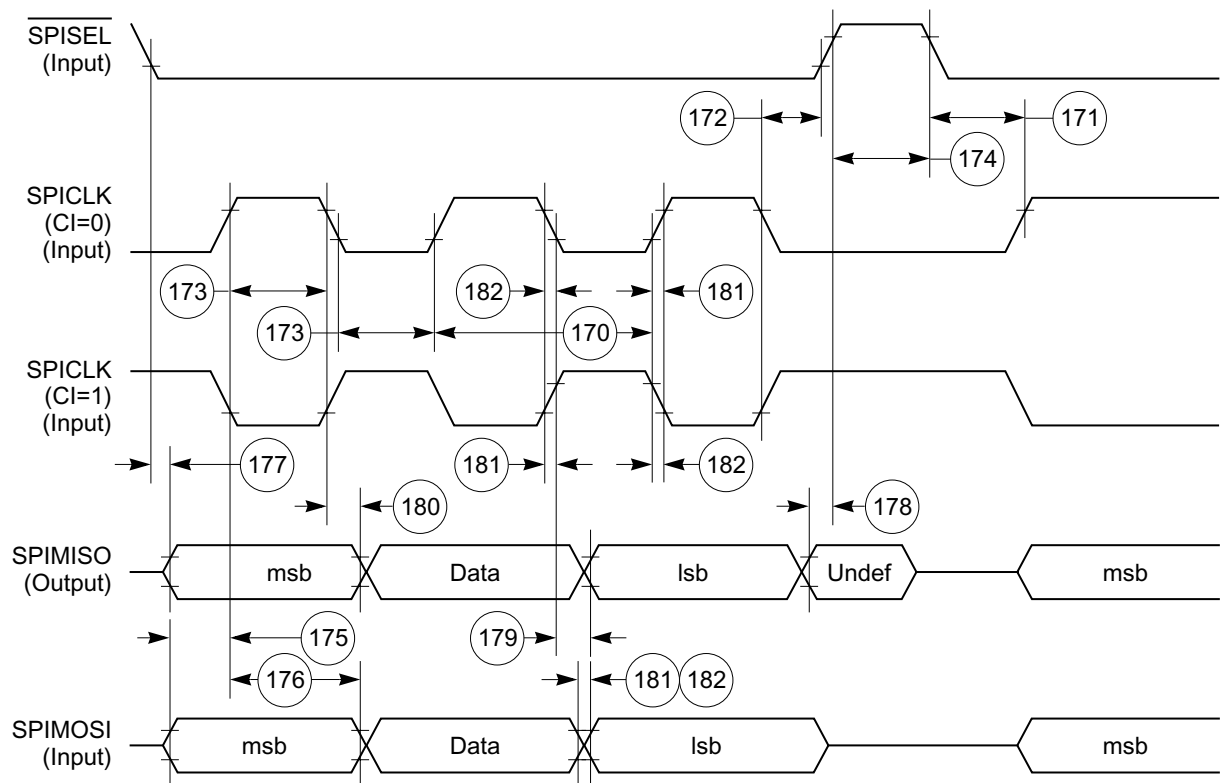 SPISEL
(Input)
172
171
174
SPICLK
(CI=0)
(Input)
173
182
181
173
170
SPICLK
(CI=1)
(Input)
177
181
182
180
178
SPIMISO
(Output)
msb
Data
lsb
Undef
msb
175
179
176
181
182
SPIMOSI
(Input)
msb
Data
lsb
msb